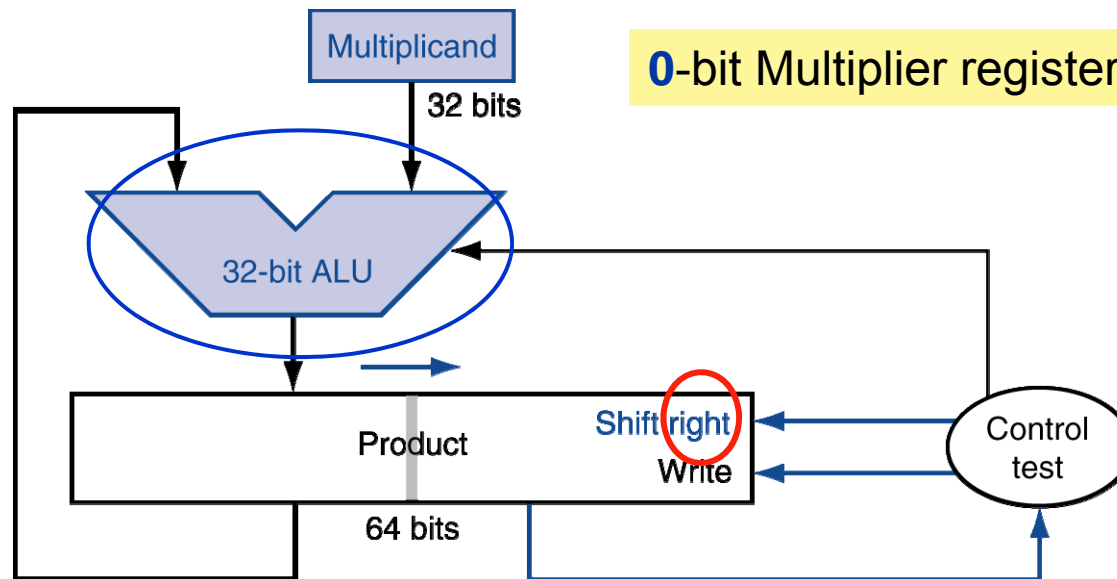 Multiplicand
0-bit Multiplier register
32 bits
32-bit ALU
Shift right
Product
Write
Control
test
64 bits